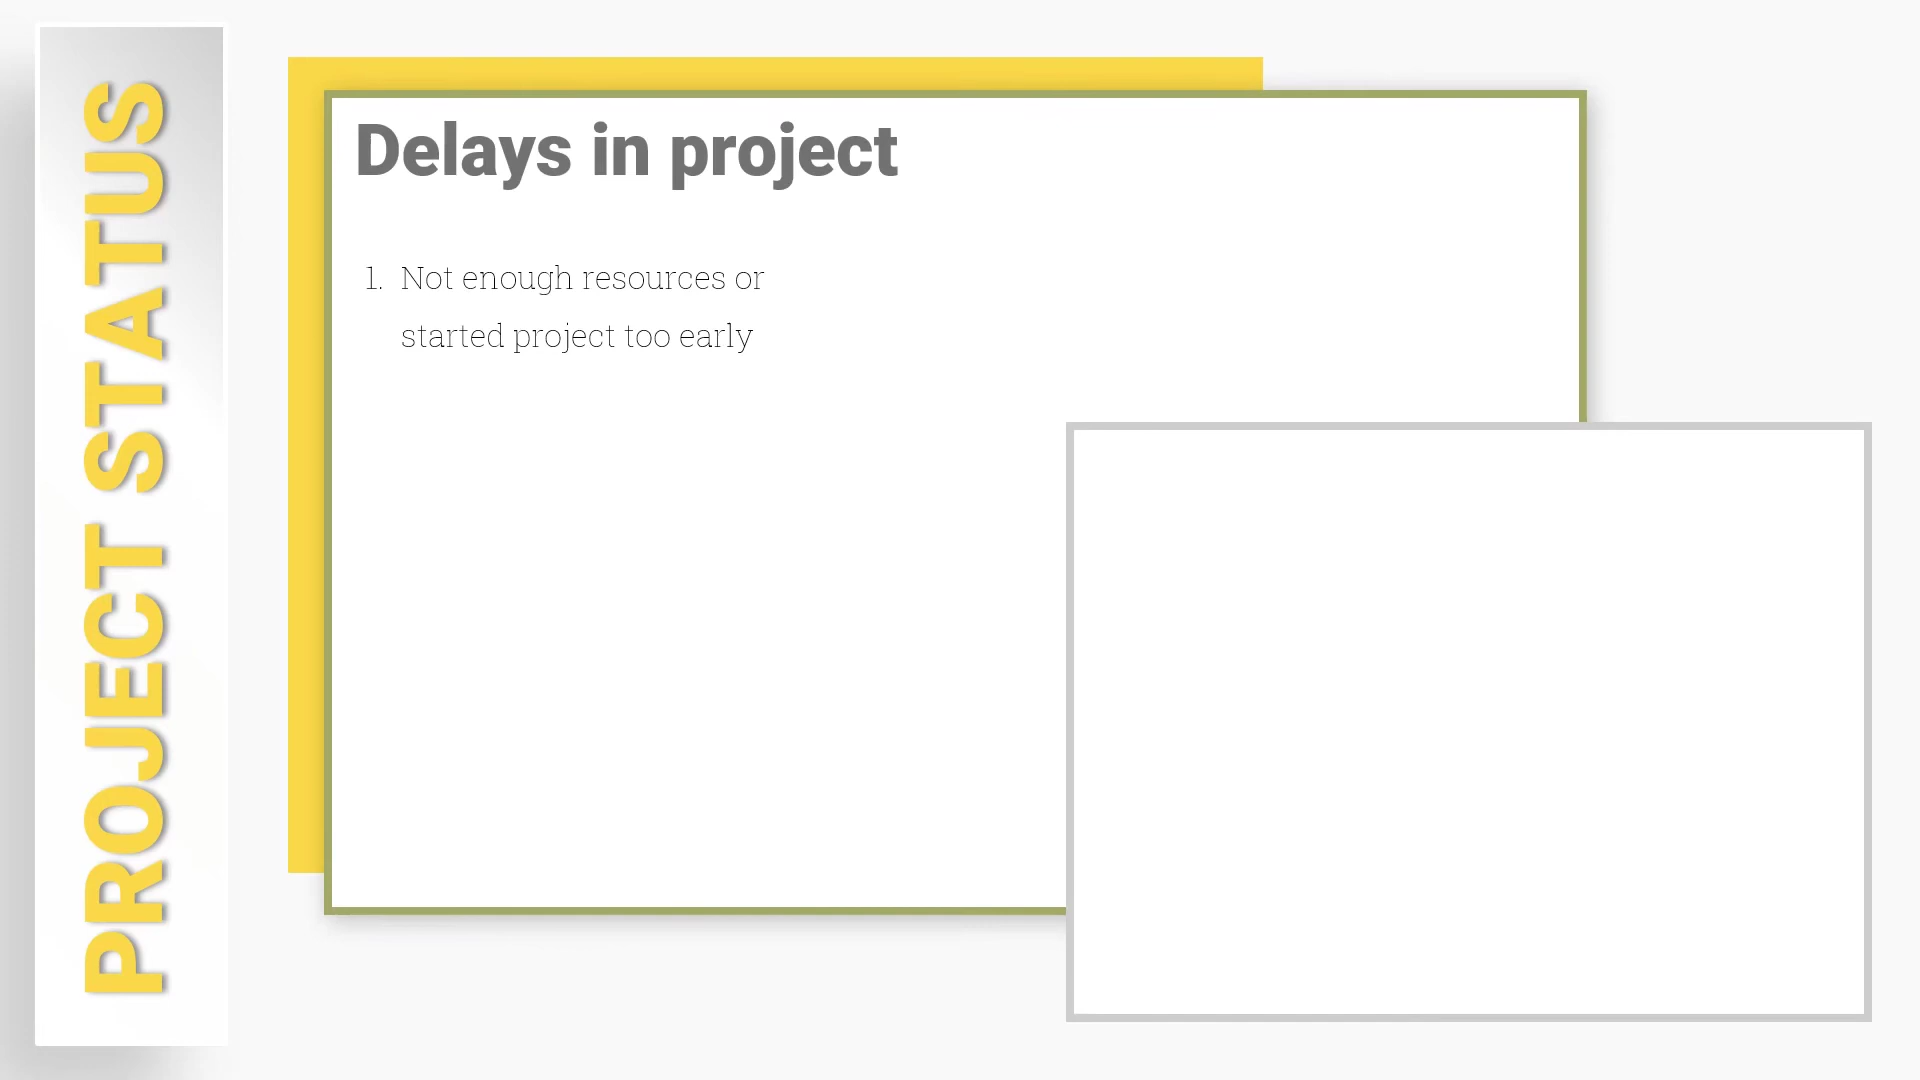 PROJECT STATUS
Delays in project
1. Not enough resources or
started project too early